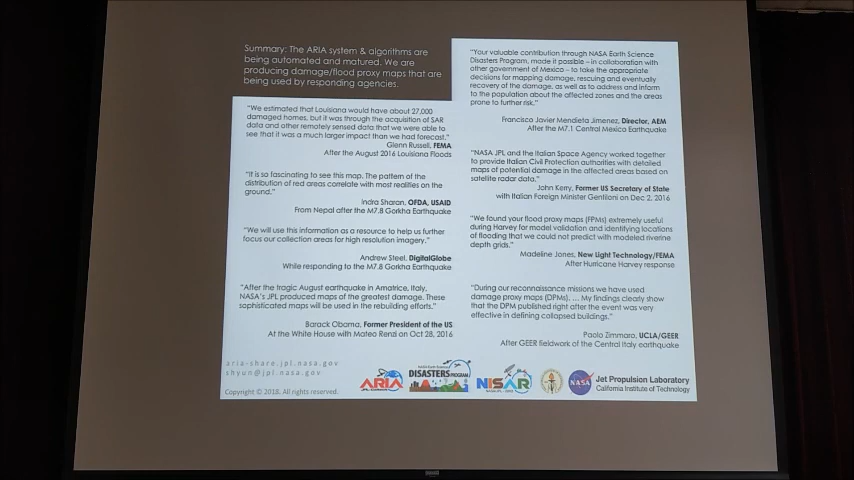 Summary: The ARIA system & algorithms are
being automated and matured. We are
producing damage/flood proxy maps that are
being used by responding agencies.
"We estimated that Louisiana would have about 27,000
damaged homes, but it was through the acquisition of SAR
data and other remotely sensed data that we were able to
see that it was a much larger impact than we had forecast."
Glenn Russell, FEMA
After the August 2016 Louisiana Floods
"It is so fascinating to see this map. The pattern of the
distribution of red areas correlate with most realities on the
ground."
Indra Sharan, OFDA, USAID
From Nepal after the M7.8 Gorkha Earthquake
"We will use this information as a resource to help us further
focus our collection areas for high resolution imagery."
Andrew Steel, DigitalGlobe
While responding to the M7.8 Gorkha Earthquake
"After the tragic August earthquake in Amatrice, Italy,
NASA's JPL produced maps of the greatest damage. These
sophisticated maps will be used in the rebuilding efforts."
Barack Obama, Former President of the US
At the White House with Mateo Renzi on Oct 28, 2016
"Your valuable contribution through NASA Earth Science
Disasters Program, made it possible – in collaboration with
other government of Mexico – to take the appropriate
decisions for mapping damage, rescuing and eventually
recovery of the damage, as well as to address and inform
to the population about the affected zones and the areas
prone to further risk."
Francisco Javier Mendieta Jimenez, Director, AEM
After the M7.1 Central Mexico Earthquake
"NASA JPL and the Italian Space Agency worked together
to provide Italian Civil Protection authorities with detailed
maps of potential damage in the affected areas based on
satellite radar data."
John Kerry, Former US Secretary of State
with Italian Foreign Minister Gentiloni on Dec 2, 2016
"We found your flood proxy maps (FPMs) extremely useful
during Harvey for model validation and identifying locations
of flooding that we could not predict with modeled riverine
depth grids."
Madeline Jones, New Light Technology/FEMA
After Hurricane Harvey response
"During our reconnaissance missions we have used
damage proxy maps (DPMs). ... My findings clearly show
that the DPM published right after the event was very
effective in defining collapsed buildings."
Paolo Zimmaro, UCLA/GEER
After GEER fieldwork of the Central Italy earthquake
aria-share.jpl.nasa.gov
shyun@jpl.nasa.gov
Copyright © 2018. All rights reserved.
ARIA
DISASTERS PROGRAM
NISAR
NASA
Jet Propulsion Laboratory
California Institute of Technology